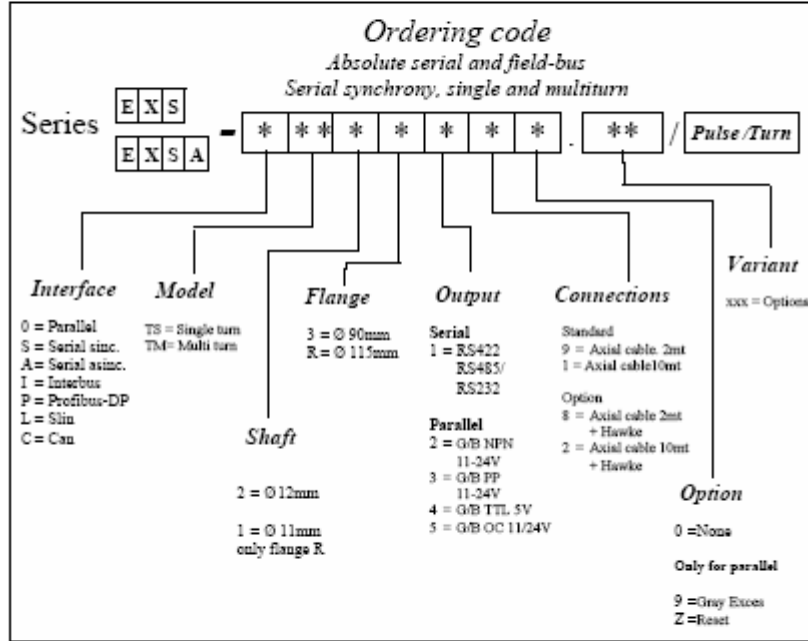 Ordering code
Absolute serial and field-bus
Serial synchrony, single and multiturn
Series
E X S
E X S A
- * ** * * * * * . ** / Pulse /Turn
Interface
0 = Parallel
S = Serial sinc.
A= Serial asinc.
I = Interbus
P = Profibus-DP
L = Slin
C = Can
Model
TS = Single turn
TM= Multi turn
Shaft
2 = Ø 12mm
1 = Ø 11mm
only flange R
Flange
3 = Ø 90mm
R = Ø 115mm
Output
Serial
1 = RS422
RS485/
RS232
Parallel
2 = G/B NPN
11-24V
3 = G/B PP
11-24V
4 = G/B TTL 5V
5 = G/B OC 11/24V
Connections
Standard
9 = Axial cable. 2mt
1 = Axial cable10mt
Option
8 = Axial cable 2mt
+ Hawke
2 = Axial cable 10mt
+ Hawke
Option
0 =None
Only for parallel
9 =Gray Exces
Z =Reset
Variant
xxx = Options